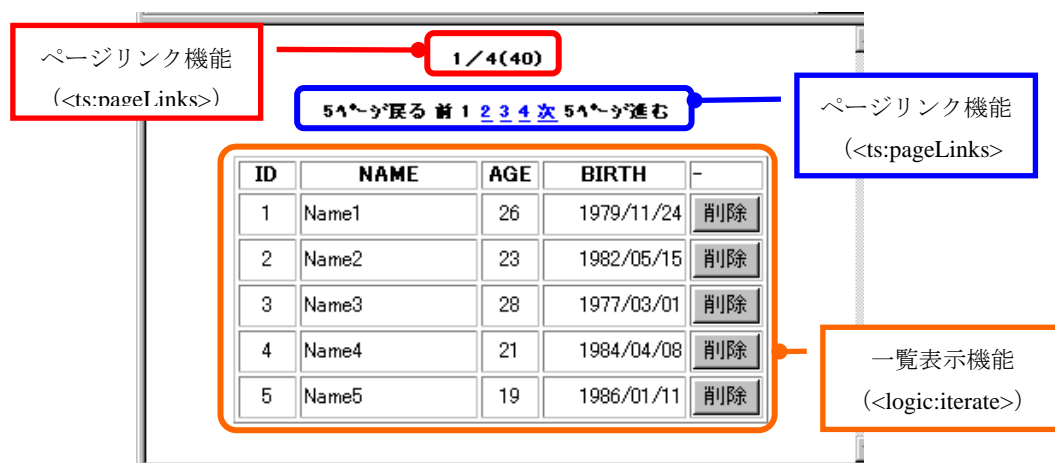 ページリンク機能
(<ts:pageLinks>)
1／4(40)
5ﾍﾟｰｼﾞ戻る 前 1 2 3 4 次 5ﾍﾟｰｼﾞ進む
ページリンク機能
(<ts:pageLinks>
ID NAME AGE BIRTH -
1 Name1 26 1979/11/24 削除
2 Name2 23 1982/05/15 削除
3 Name3 28 1977/03/01 削除
4 Name4 21 1984/04/08 削除
5 Name5 19 1986/01/11 削除
一覧表示機能
(<logic:iterate>)